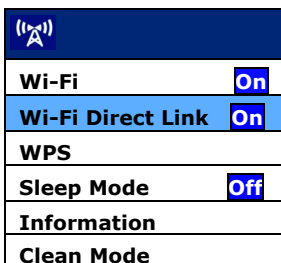 Wi-Fi On
Wi-Fi Direct Link On
WPS
Sleep Mode Off
Information
Clean Mode